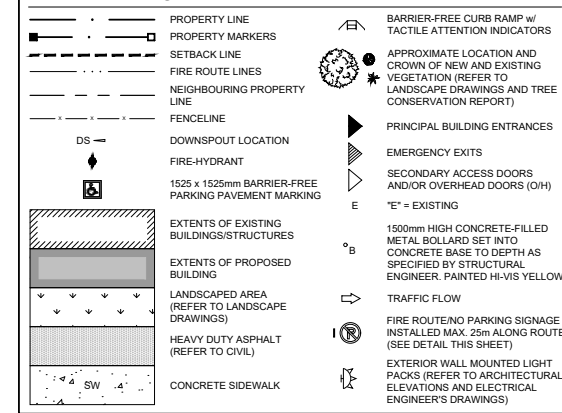 PROPERTY LINE
PROPERTY MARKERS
SETBACK LINE
FIRE ROUTE LINES
NEIGHBOURING PROPERTY
LINE
x x x
FENCELINE
DS
DOWNSPOUT LOCATION
FIRE-HYDRANT
1525 x 1525mm BARRIER-FREE
PARKING PAVEMENT MARKING
EXTENTS OF EXISTING
BUILDINGS/STRUCTURES
EXTENTS OF PROPOSED
BUILDING
LANDSCAPED AREA
(REFER TO LANDSCAPE
DRAWINGS)
HEAVY DUTY ASPHALT
(REFER TO CIVIL)
SW
CONCRETE SIDEWALK
BARRIER-FREE CURB RAMP w/
TACTILE ATTENTION INDICATORS
APPROXIMATE LOCATION AND
CROWN OF NEW AND EXISTING
VEGETATION (REFER TO
LANDSCAPE DRAWINGS AND TREE
CONSERVATION REPORT)
PRINCIPAL BUILDING ENTRANCES
EMERGENCY EXITS
SECONDARY ACCESS DOORS
AND/OR OVERHEAD DOORS (O/H)
E
"E" = EXISTING
B
1500mm HIGH CONCRETE-FILLED
METAL BOLLARD SET INTO
CONCRETE BASE TO DEPTH AS
SPECIFIED BY STRUCTURAL
ENGINEER. PAINTED HI-VIS YELLOW
TRAFFIC FLOW
P
FIRE ROUTE/NO PARKING SIGNAGE
INSTALLED MAX. 25m ALONG ROUTE
(SEE DETAIL THIS SHEET)
EXTERIOR WALL MOUNTED LIGHT
PACKS (REFER TO ARCHITECTURAL
ELEVATIONS AND ELECTRICAL
ENGINEER'S DRAWINGS)